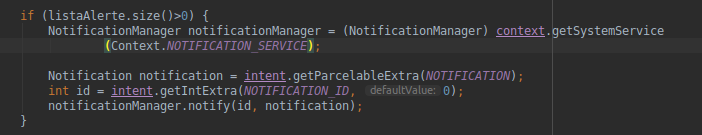 if (listaAlerte.size()>0) {
NotificationManager notificationManager = (NotificationManager) context.getSystemService
(Context.NOTIFICATION_SERVICE);
Notification notification = intent.getParcelableExtra(NOTIFICATION);
int id = intent.getIntExtra(NOTIFICATION_ID, defaultValue: 0);
notificationManager.notify(id, notification);
}